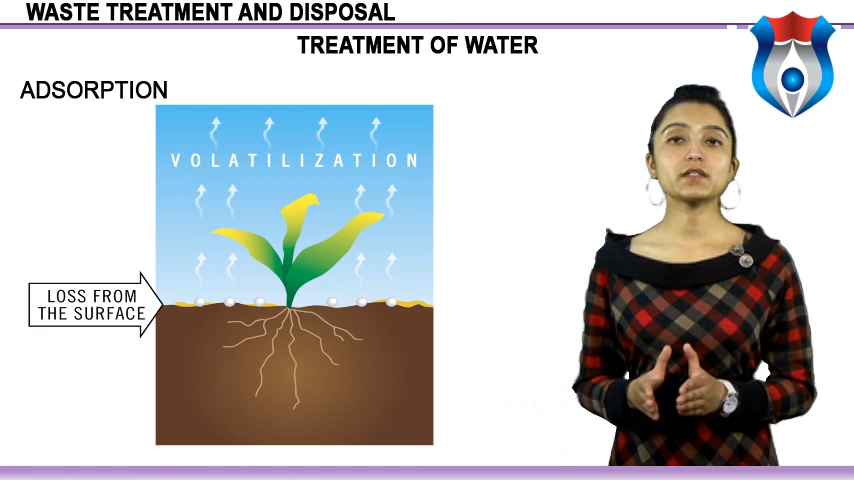 WASTE TREATMENT AND DISPOSAL
TREATMENT OF WATER
ADSORPTION
VOLATILIZATION
LOSS FROM
THE SURFACE